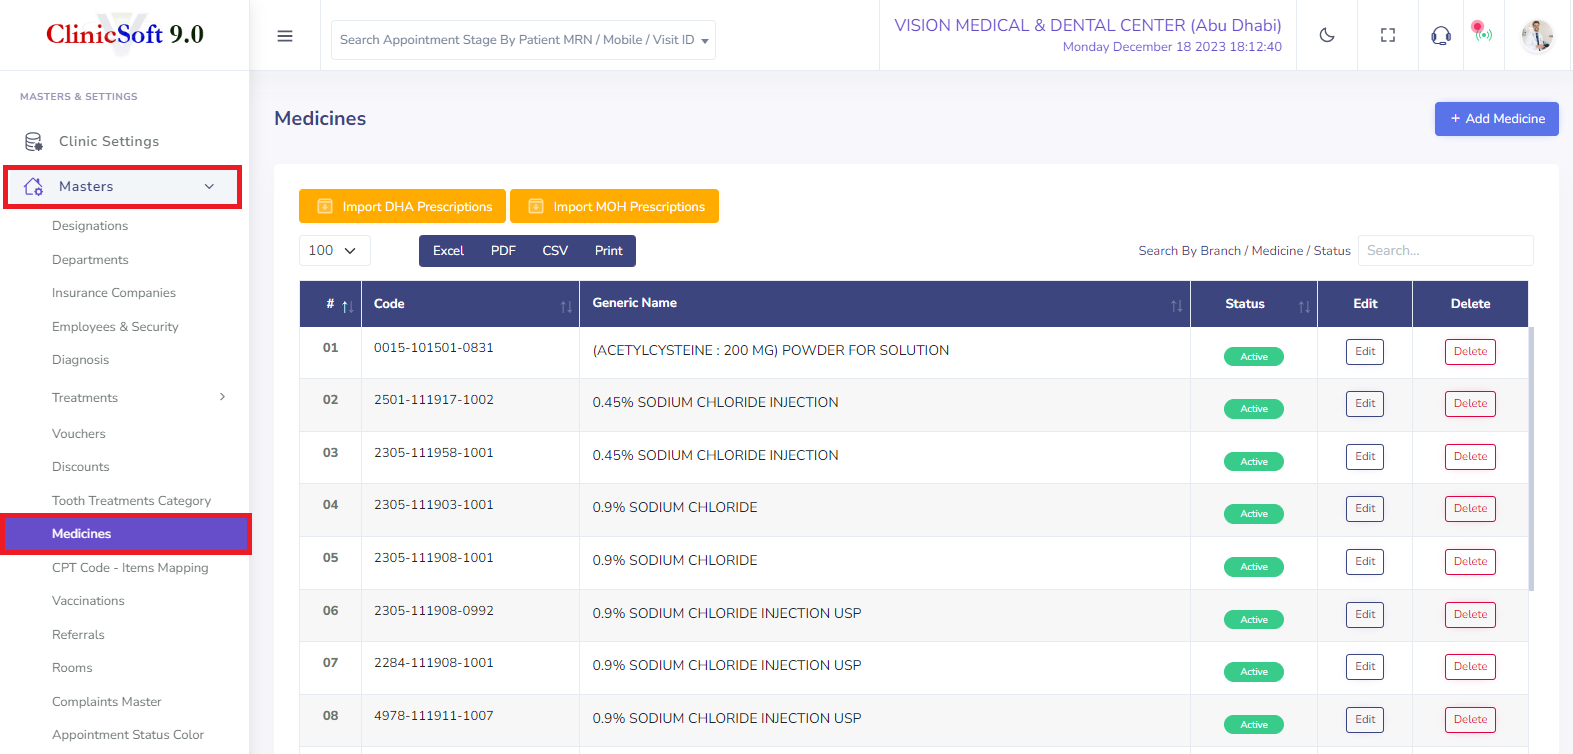 ClinicSoft 9.0
Search Appointment Stage By Patient MRN / Mobile / Visit ID
VISION MEDICAL & DENTAL CENTER (Abu Dhabi)
Monday December 18 2023 18:12:40
MASTERS & SETTINGS
Clinic Settings
Masters
Designations
Departments
Insurance Companies
Employees & Security
Diagnosis
Treatments
Vouchers
Discounts
Tooth Treatments Category
Medicines
CPT Code - Items Mapping
Vaccinations
Referrals
Rooms
Complaints Master
Appointment Status Color
Medicines
+ Add Medicine
Import DHA Prescriptions Import MOH Prescriptions
100 Excel PDF CSV Print Search By Branch / Medicine / Status Search...
# Code Generic Name Status Edit Delete
01 0015-101501-0831 (ACETYLCYSTEINE : 200 MG) POWDER FOR SOLUTION Active Edit Delete
02 2501-111917-1002 0.45% SODIUM CHLORIDE INJECTION Active Edit Delete
03 2305-111958-1001 0.45% SODIUM CHLORIDE INJECTION Active Edit Delete
04 2305-111903-1001 0.9% SODIUM CHLORIDE Active Edit Delete
05 2305-111908-1001 0.9% SODIUM CHLORIDE Active Edit Delete
06 2305-111908-0992 0.9% SODIUM CHLORIDE INJECTION USP Active Edit Delete
07 2284-111908-1001 0.9% SODIUM CHLORIDE INJECTION USP Active Edit Delete
08 4978-111911-1007 0.9% SODIUM CHLORIDE INJECTION USP Active Edit Delete